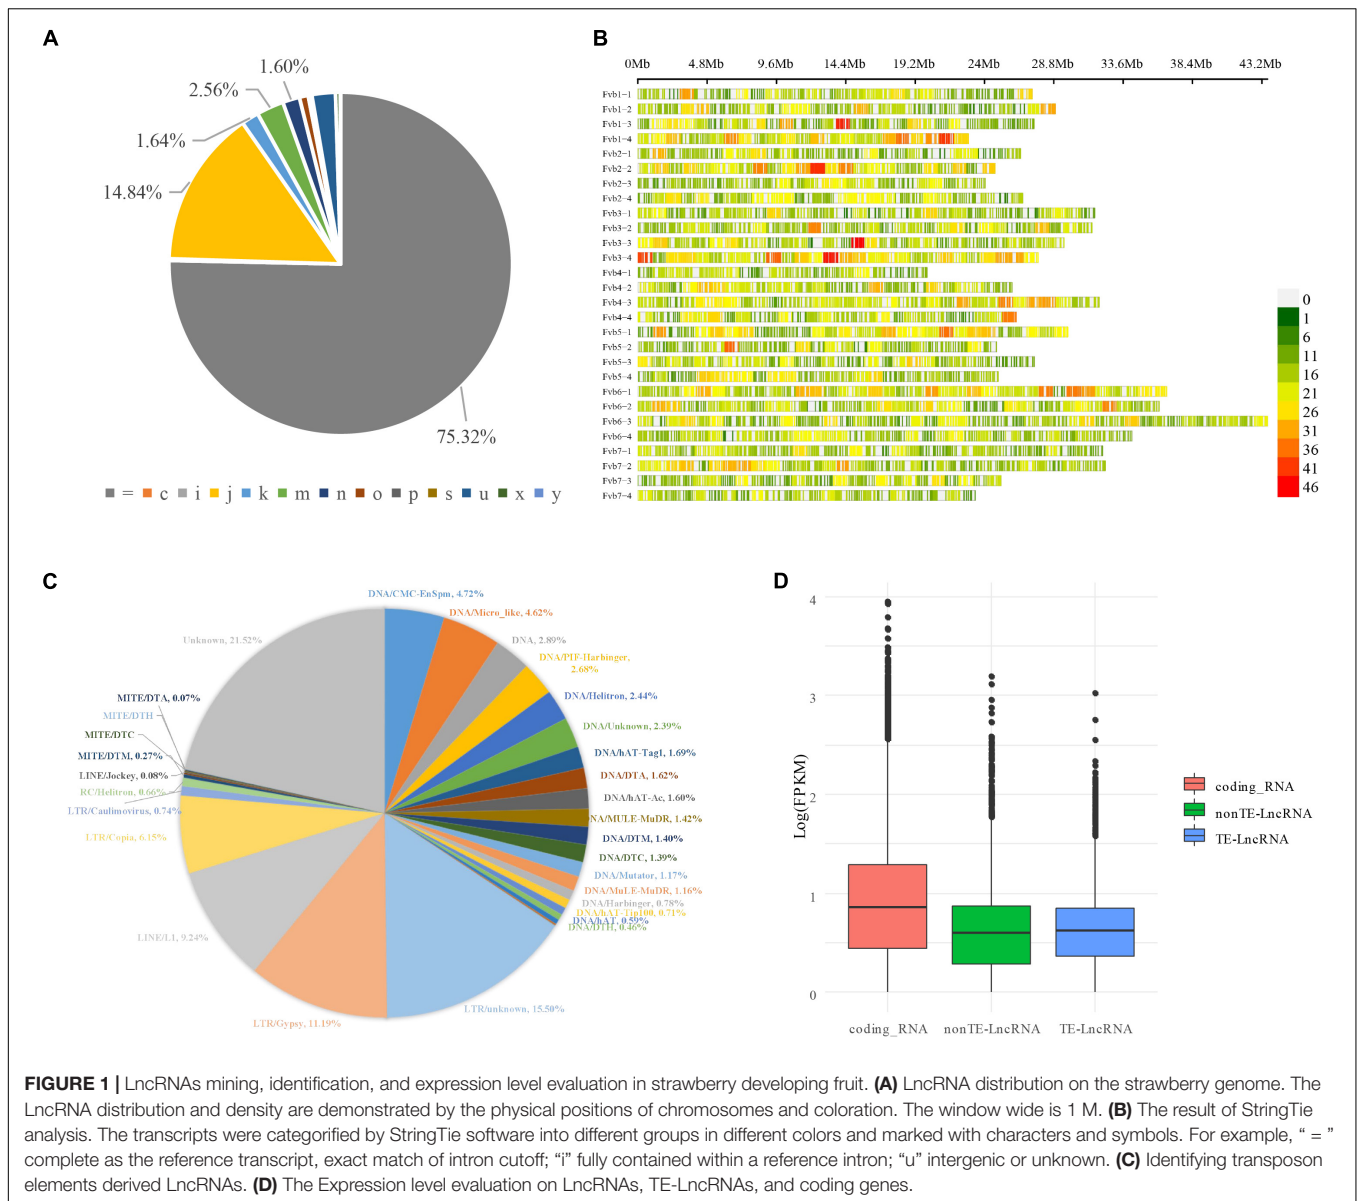 A
1.60%
2.56%
1.64%
14.84%
75.32%
= c i j k m n o p s u x y
B
0Mb 4.8Mb 9.6Mb 14.4Mb 19.2Mb 24Mb 28.8Mb 33.6Mb 38.4Mb 43.2Mb
Fvb1-1
Fvb1-2
Fvb1-3
Fvb1-4
Fvb2-1
Fvb2-2
Fvb2-3
Fvb2-4
Fvb3-1
Fvb3-2
Fvb3-3
Fvb3-4
Fvb4-1
Fvb4-2
Fvb4-3
Fvb4-4
Fvb5-1
Fvb5-2
Fvb5-3
Fvb5-4
Fvb6-1
Fvb6-2
Fvb6-3
Fvb6-4
Fvb7-1
Fvb7-2
Fvb7-3
Fvb7-4
0
1
6
11
16
21
26
31
36
41
46
C
DNA/CMC-EnSpm, 4.72%
DNA/Micro_like, 4.62%
DNA, 2.89%
DNA/PIF-Harbinger,
2.68%
DNA/Helitron, 2.44%
DNA/Unknown, 2.39%
DNA/hAT-Tag1, 1.69%
DNA/DTA, 1.62%
DNA/hAT-Ac, 1.60%
DNA/MULE-MuDR, 1.42%
DNA/DTM, 1.40%
DNA/DTC, 1.39%
DNA/Mutator, 1.17%
DNA/MuLE-MuDR, 1.16%
DNA/Harbinger, 0.78%
DNA/hAT-Tip100, 0.71%
DNA/hAT, 0.59%
DNA/DTH, 0.46%
LTR/unknown, 15.50%
LTR/Gypsy, 11.19%
LINE/L1, 9.24%
LTR/Copia, 6.15%
LTR/Caulimovirus, 0.74%
RC/Helitron, 0.66%
LINE/Jockey, 0.08%
MITE/DTM, 0.27%
MITE/DTC
MITE/DTH
MITE/DTA, 0.07%
Unknown, 21.52%
D
Log(FPKM)
4
3
2
1
0
coding_RNA nonTE-LncRNA TE-LncRNA
coding_RNA
nonTE-LncRNA
TE-LncRNA
FIGURE 1 | LncRNAs mining, identification, and expression level evaluation in strawberry developing fruit. (A) LncRNA distribution on the strawberry genome. The
LncRNA distribution and density are demonstrated by the physical positions of chromosomes and coloration. The window wide is 1 M. (B) The result of StringTie
analysis. The transcripts were categorified by StringTie software into different groups in different colors and marked with characters and symbols. For example, “ = ”
complete as the reference transcript, exact match of intron cutoff; “i” fully contained within a reference intron; “u” intergenic or unknown. (C) Identifying transposon
elements derived LncRNAs. (D) The Expression level evaluation on LncRNAs, TE-LncRNAs, and coding genes.